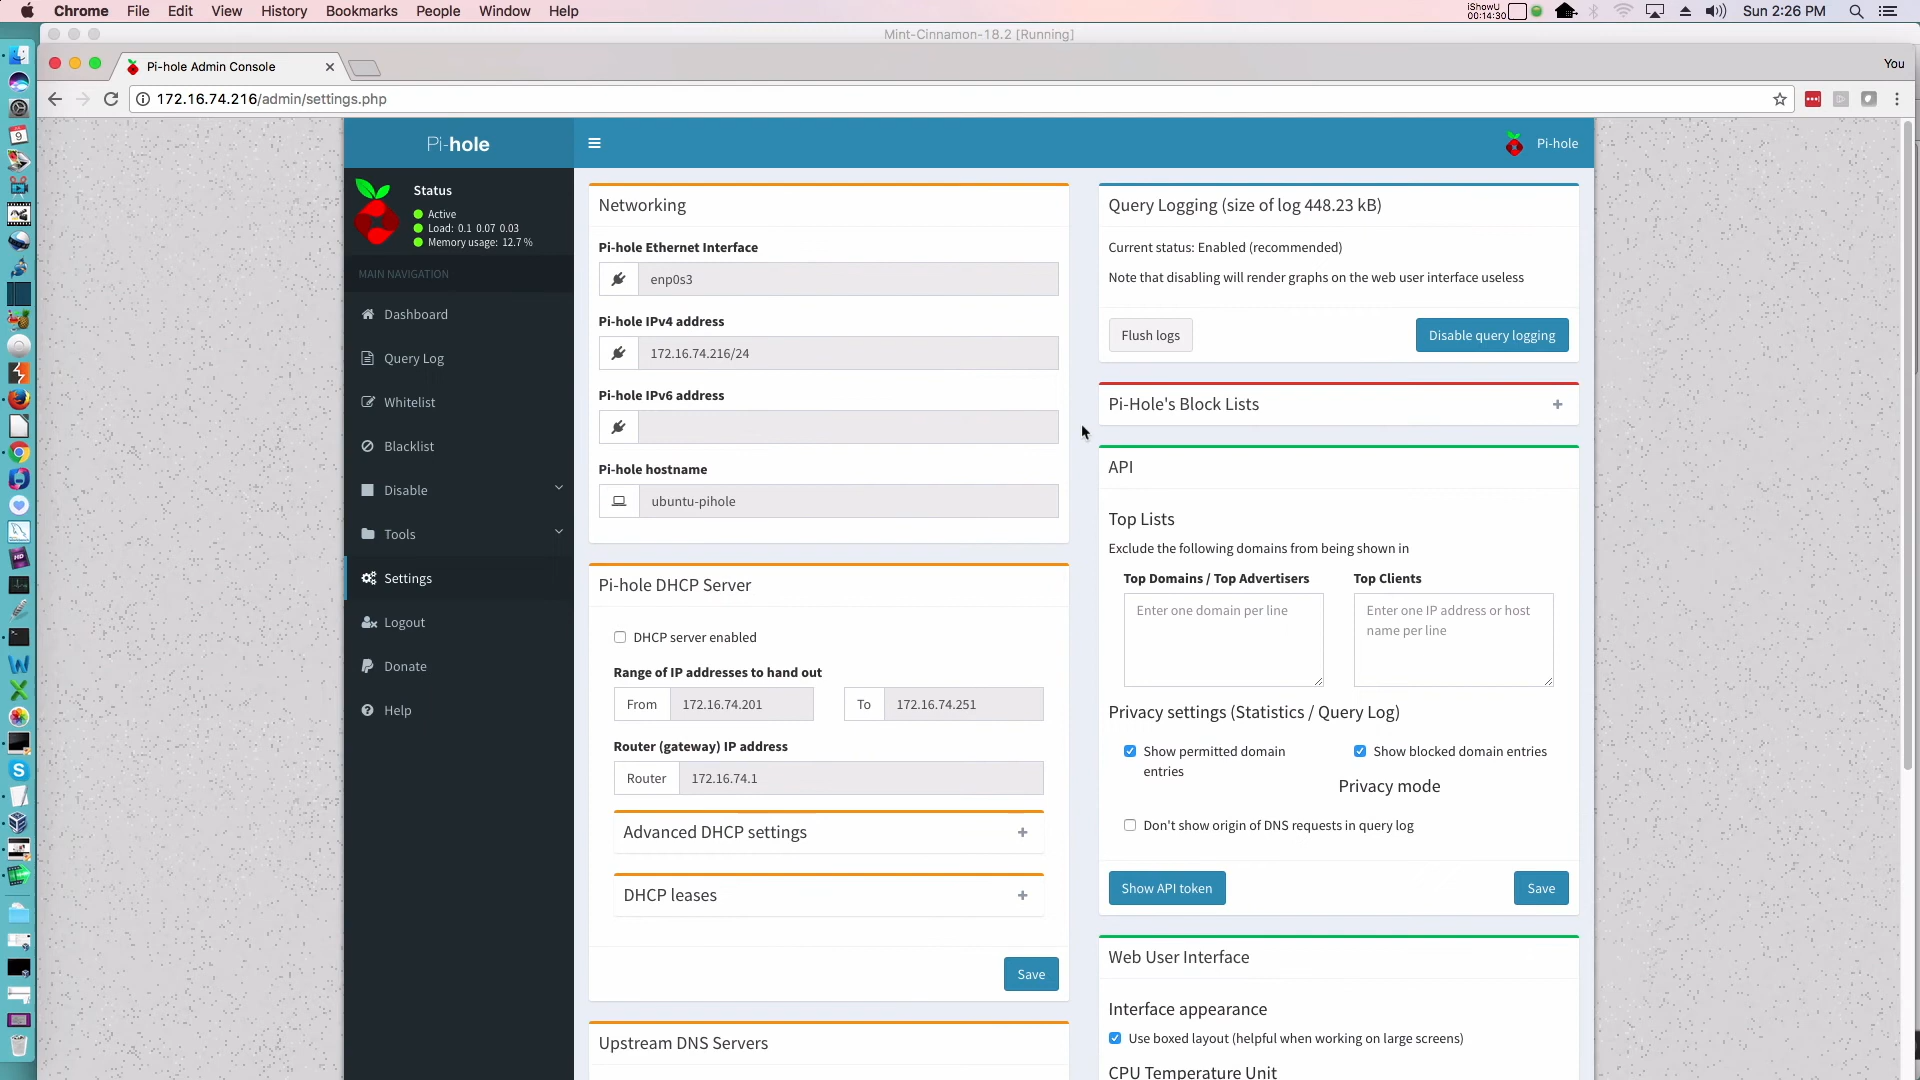 Chrome File Edit View History Bookmarks People Window Help
iShowU
00:14:30
Sun 2:26 PM
Mint-Cinnamon-18.2 [Running]
Pi-hole Admin Console
You
172.16.74.216/admin/settings.php
Pi-hole
Pi-hole
Status
Active
Load: 0.1 0.07 0.03
Memory usage: 12.7 %
MAIN NAVIGATION
Dashboard
Query Log
Whitelist
Blacklist
Disable
Tools
Settings
Logout
Donate
Help
Networking
Pi-hole Ethernet Interface
enp0s3
Pi-hole IPv4 address
172.16.74.216/24
Pi-hole IPv6 address
Pi-hole hostname
ubuntu-pihole
Pi-hole DHCP Server
DHCP server enabled
Range of IP addresses to hand out
From 172.16.74.201 To 172.16.74.251
Router (gateway) IP address
Router 172.16.74.1
Advanced DHCP settings
DHCP leases
Save
Upstream DNS Servers
Query Logging (size of log 448.23 kB)
Current status: Enabled (recommended)
Note that disabling will render graphs on the web user interface useless
Flush logs Disable query logging
Pi-Hole's Block Lists
API
Top Lists
Exclude the following domains from being shown in
Top Domains / Top Advertisers Top Clients
Enter one domain per line
Enter one IP address or host
name per line
Privacy settings (Statistics / Query Log)
Show permitted domain
entries
Show blocked domain entries
Privacy mode
Don't show origin of DNS requests in query log
Show API token Save
Web User Interface
Interface appearance
Use boxed layout (helpful when working on large screens)
CPU Temperature Unit